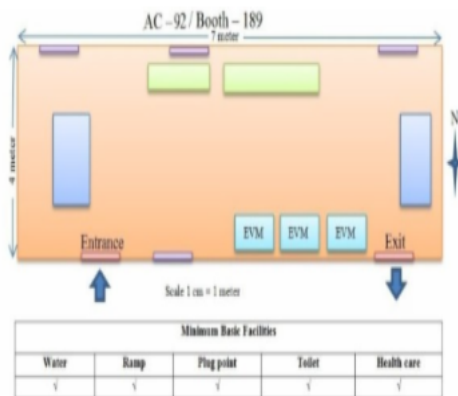 AC – 92 / Booth – 189
7 meter
4 meter
N
EVM EVM EVM
Entrance
Exit
Scale 1 cm = 1 meter
Minimum Basic Facilities
Water Ramp Plug point Toilet Health care
√ √ √ √ √